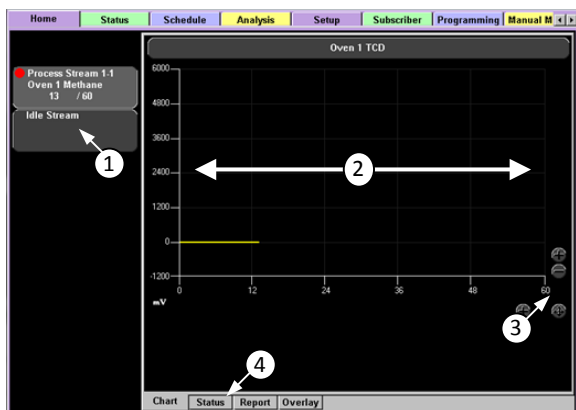 Home Status Schedule Analysis Setup Subscriber Programming Manual M
Oven 1 TCD
Process Stream 1-1
Oven 1 Methane
13 / 60
Idle Stream
1
2
3
4
6000
4800
3600
2400
1200
0
-1200
0 12 24 36 48 60
mV
Chart Status Report Overlay